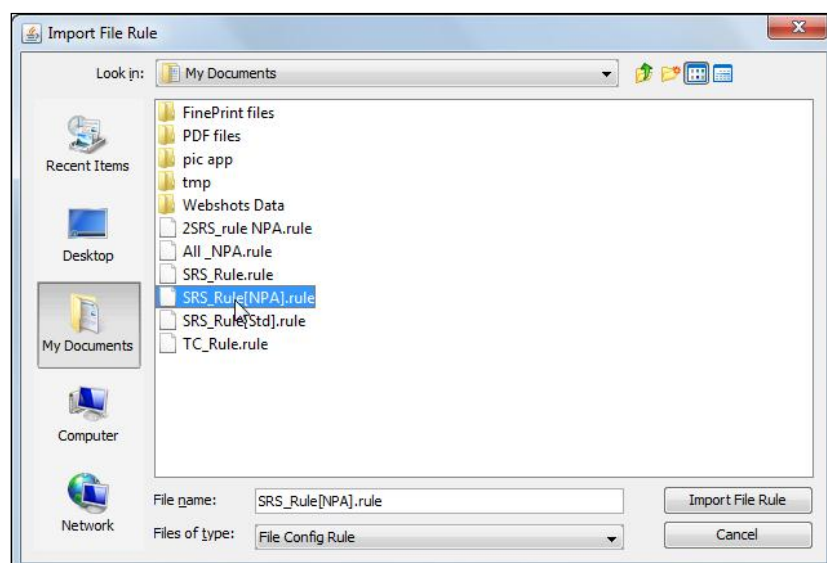 Import File Rule
Look in: My Documents
Recent Items
Desktop
My Documents
Computer
Network
FinePrint files
PDF files
pic app
tmp
Webshots Data
2SRS_rule NPA.rule
All _NPA.rule
SRS_Rule.rule
SRS_Rule[NPA].rule
SRS_Rule[Std].rule
TC_Rule.rule
File name: SRS_Rule[NPA].rule Import File Rule
Files of type: File Config Rule Cancel